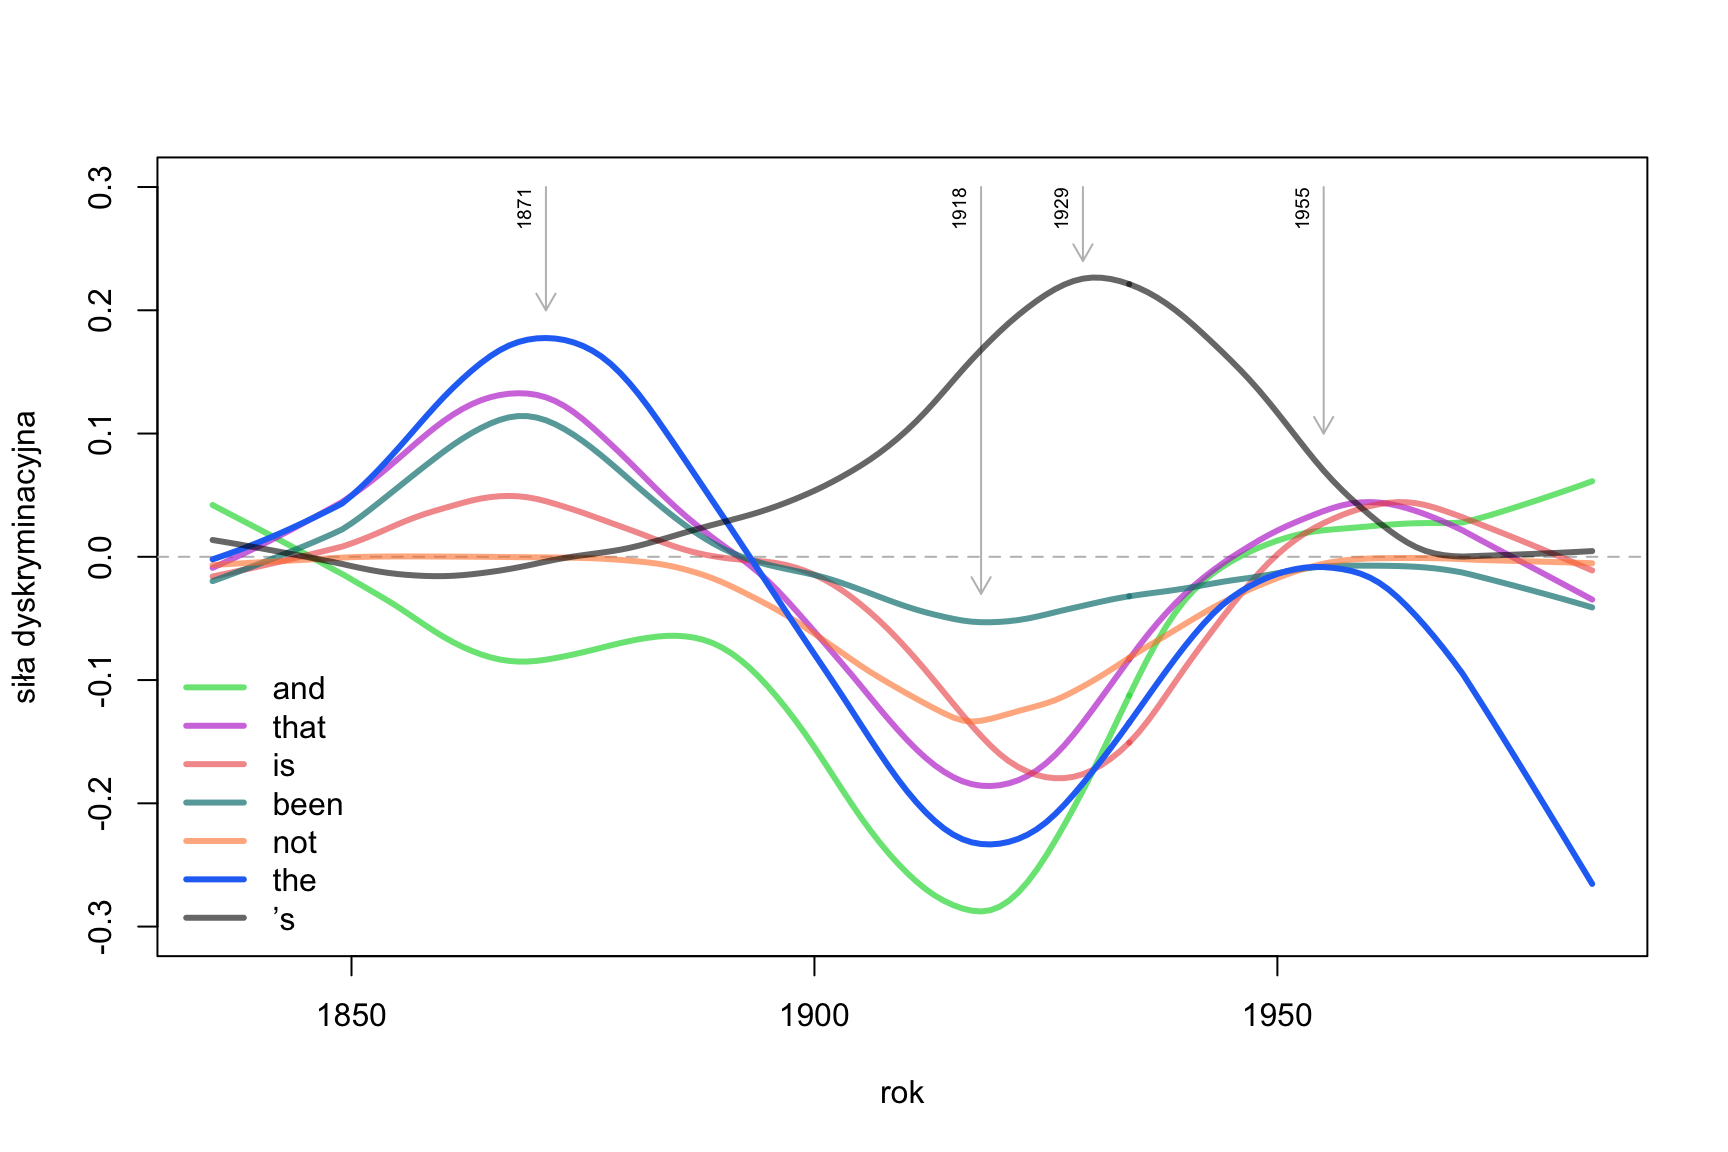 1871
1918
1929
1955
0.3
0.2
0.1
0.0
-0.1
-0.2
-0.3
siła dyskryminacyjna
and
that
is
been
not
the
’s
1850
1900
1950
rok